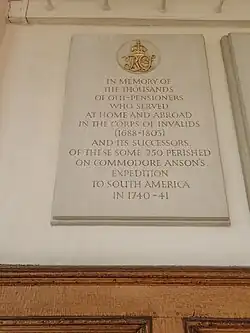 IN MEMORY OF
THE THOUSANDS
OF OUT-PENSIONERS
WHO SERVED
AT HOME AND ABROAD
IN THE CORPS OF INVALIDS
(1688-1805)
AND ITS SUCCESSORS
OF THESE SOME 250 PERISHED
ON COMMODORE ANSON'S
EXPEDITION
TO SOUTH AMERICA
IN 1740-41